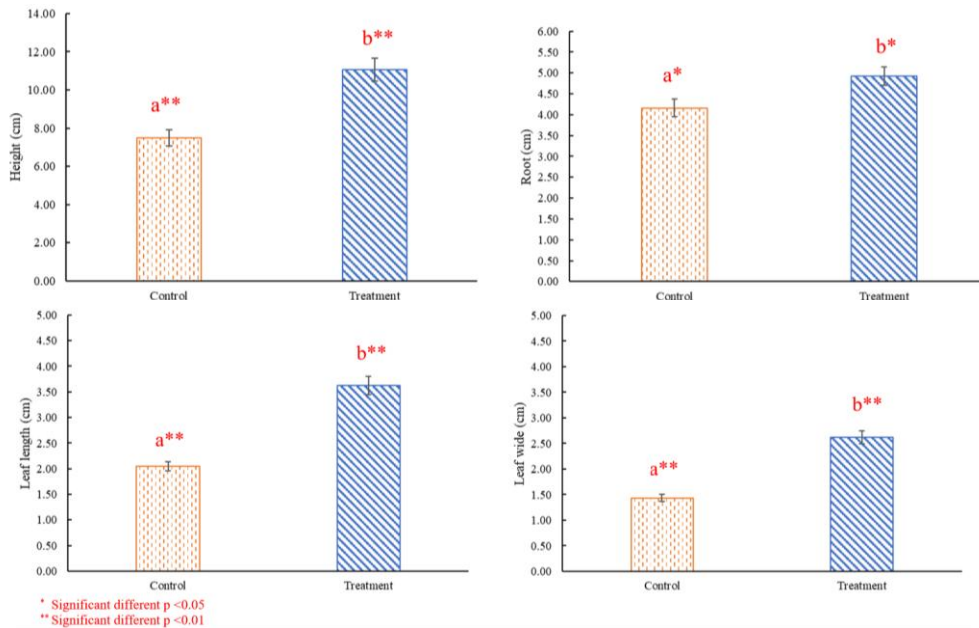 14.00
12.00
10.00
8.00
6.00
4.00
2.00
0.00
Height (cm)
a**
b**
Control
Treatment
6.00
5.50
5.00
4.50
4.00
3.50
3.00
2.50
2.00
1.50
1.00
0.50
0.00
Root (cm)
a*
b*
Control
Treatment
5.00
4.50
4.00
3.50
3.00
2.50
2.00
1.50
1.00
0.50
0.00
Leaf length (cm)
a**
b**
Control
Treatment
5.00
4.50
4.00
3.50
3.00
2.50
2.00
1.50
1.00
0.50
0.00
Leaf wide (cm)
a**
b**
Control
Treatment
* Significant different p <0.05
** Significant different p <0.01